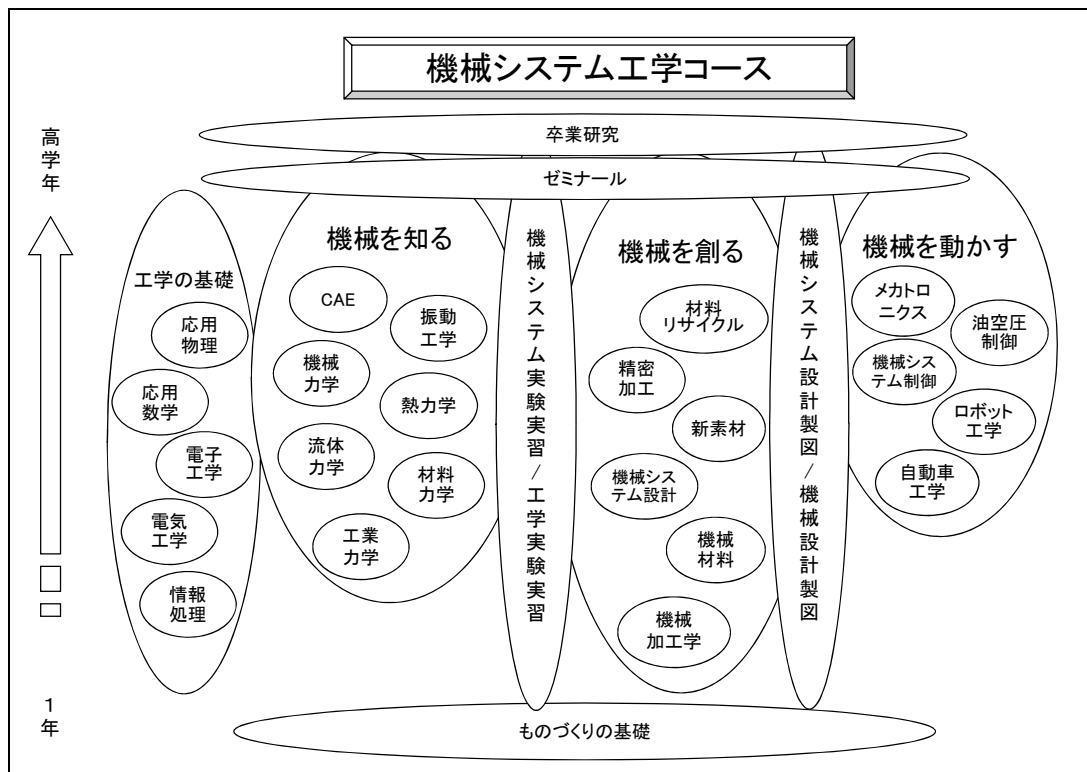 機械システム工学コース
卒業研究
ゼミナール
高学年
1年
工学の基礎
応用
物理
応用
数学
電子
工学
電気
工学
情報
処理
機械を知る
CAE
振動
工学
機械
力学
熱力学
流体
力学
材料
力学
工業
力学
機械システム実験実習/工学実験実習
機械を創る
材料
リサイクル
精密
加工
新素材
機械シス
テム設計
機械
材料
機械
加工学
機械システム設計製図/機械設計製図
機械を動かす
メカトロ
ニクス
油空圧
制御
機械シス
テム制御
ロボット
工学
自動車
工学
ものづくりの基礎